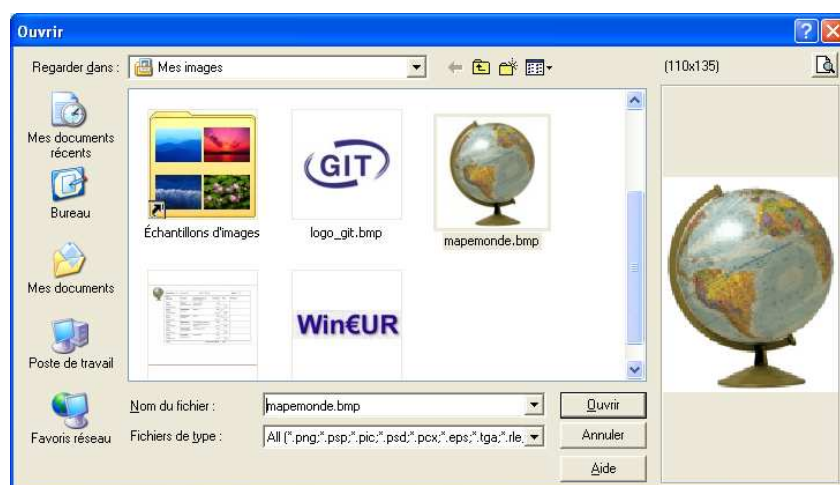 Ouvrir
Regarder dans :
Mes images
(110x135)
Mes documents
récents
Bureau
Mes documents
Poste de travail
Favoris réseau
GIT
Échantillons d'images
logo_git.bmp
mapemonde.bmp
Win€UR
Nom du fichier :
mapemonde.bmp
Ouvrir
Fichiers de type :
All (*.png;*.psp;*.pic;*.psd;*.pcx;*.eps;*.tga;*.rle,
Annuler
Aide